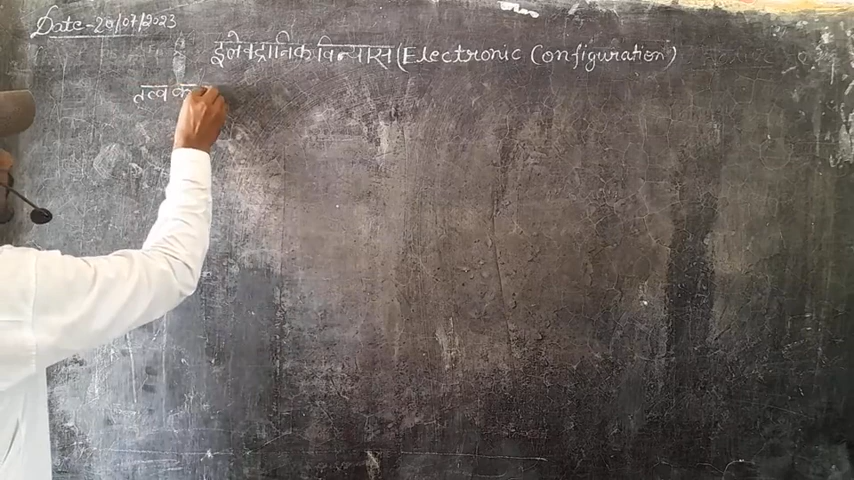 Date-20/07/2023
इलेक्ट्रानिक विन्यास (Electronic Configuration)
तत्व क